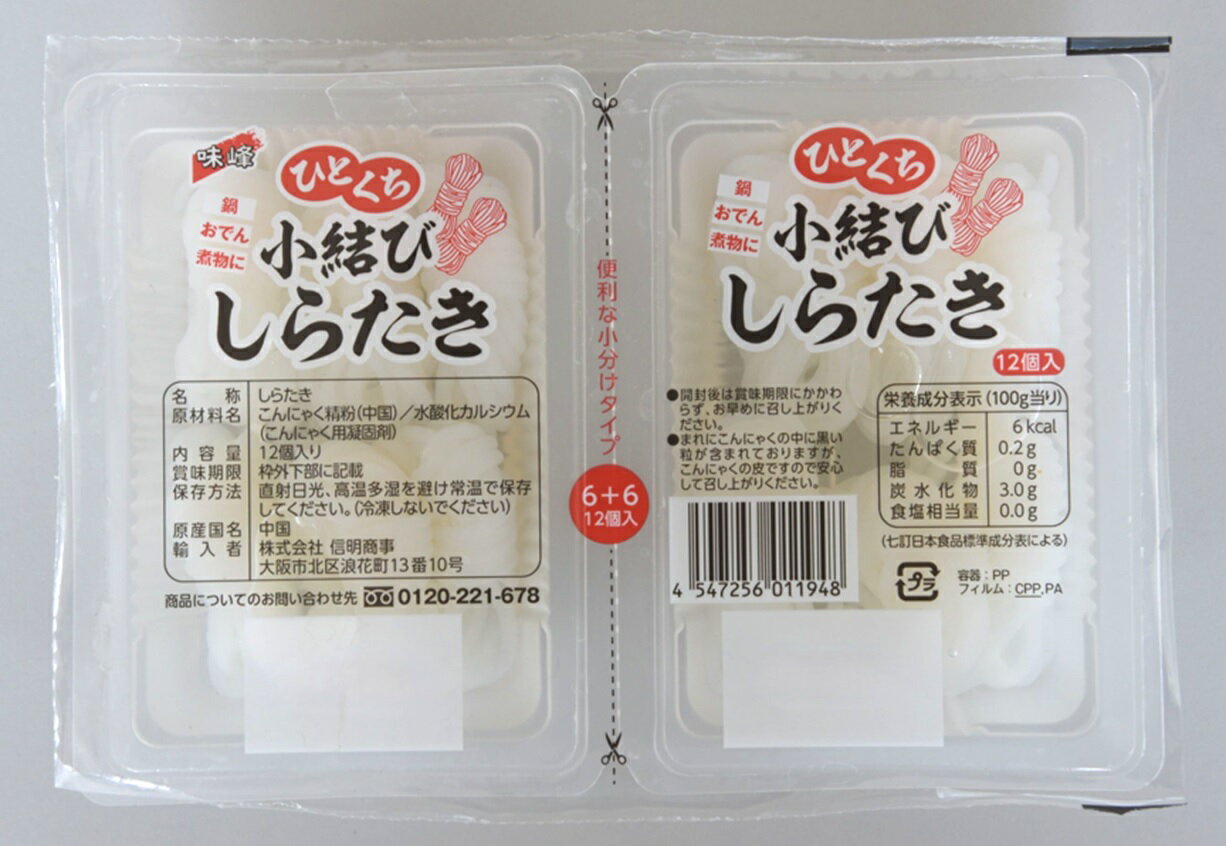 味峰
ひとくち
鍋
おでん
煮物に
小結び
しらたき
名称 しらたき
原材料名 こんにゃく精粉(中国)/水酸化カルシウム
(こんにゃく用凝固剤)
内容量 12個入り
賞味期限 枠外下部に記載
保存方法 直射日光、高温多湿を避け常温で保存
してください。(冷凍しないでください)
原産国名 中国
輸入者 株式会社 信明商事
大阪市北区浪花町13番10号
商品についてのお問い合わせ先 0120-221-678
便利な小分けタイプ
6+6
12個入
ひとくち
鍋
おでん
煮物に
小結び
しらたき
12個入
●開封後は賞味期限にかかわ
らず、お早めに召し上がりく
ださい。
●まれにこんにゃくの中に黒い
粒が含まれておりますが、
こんにゃくの皮ですので安心
して召し上がりください。
4 547256 011948
栄養成分表示(100g当り)
エネルギー 6kcal
たんぱく質 0.2g
脂質 0g
炭水化物 3.0g
食塩相当量 0.0g
(七訂日本食品標準成分表による)
プラ
容器:PP
フィルム:CPP,PA